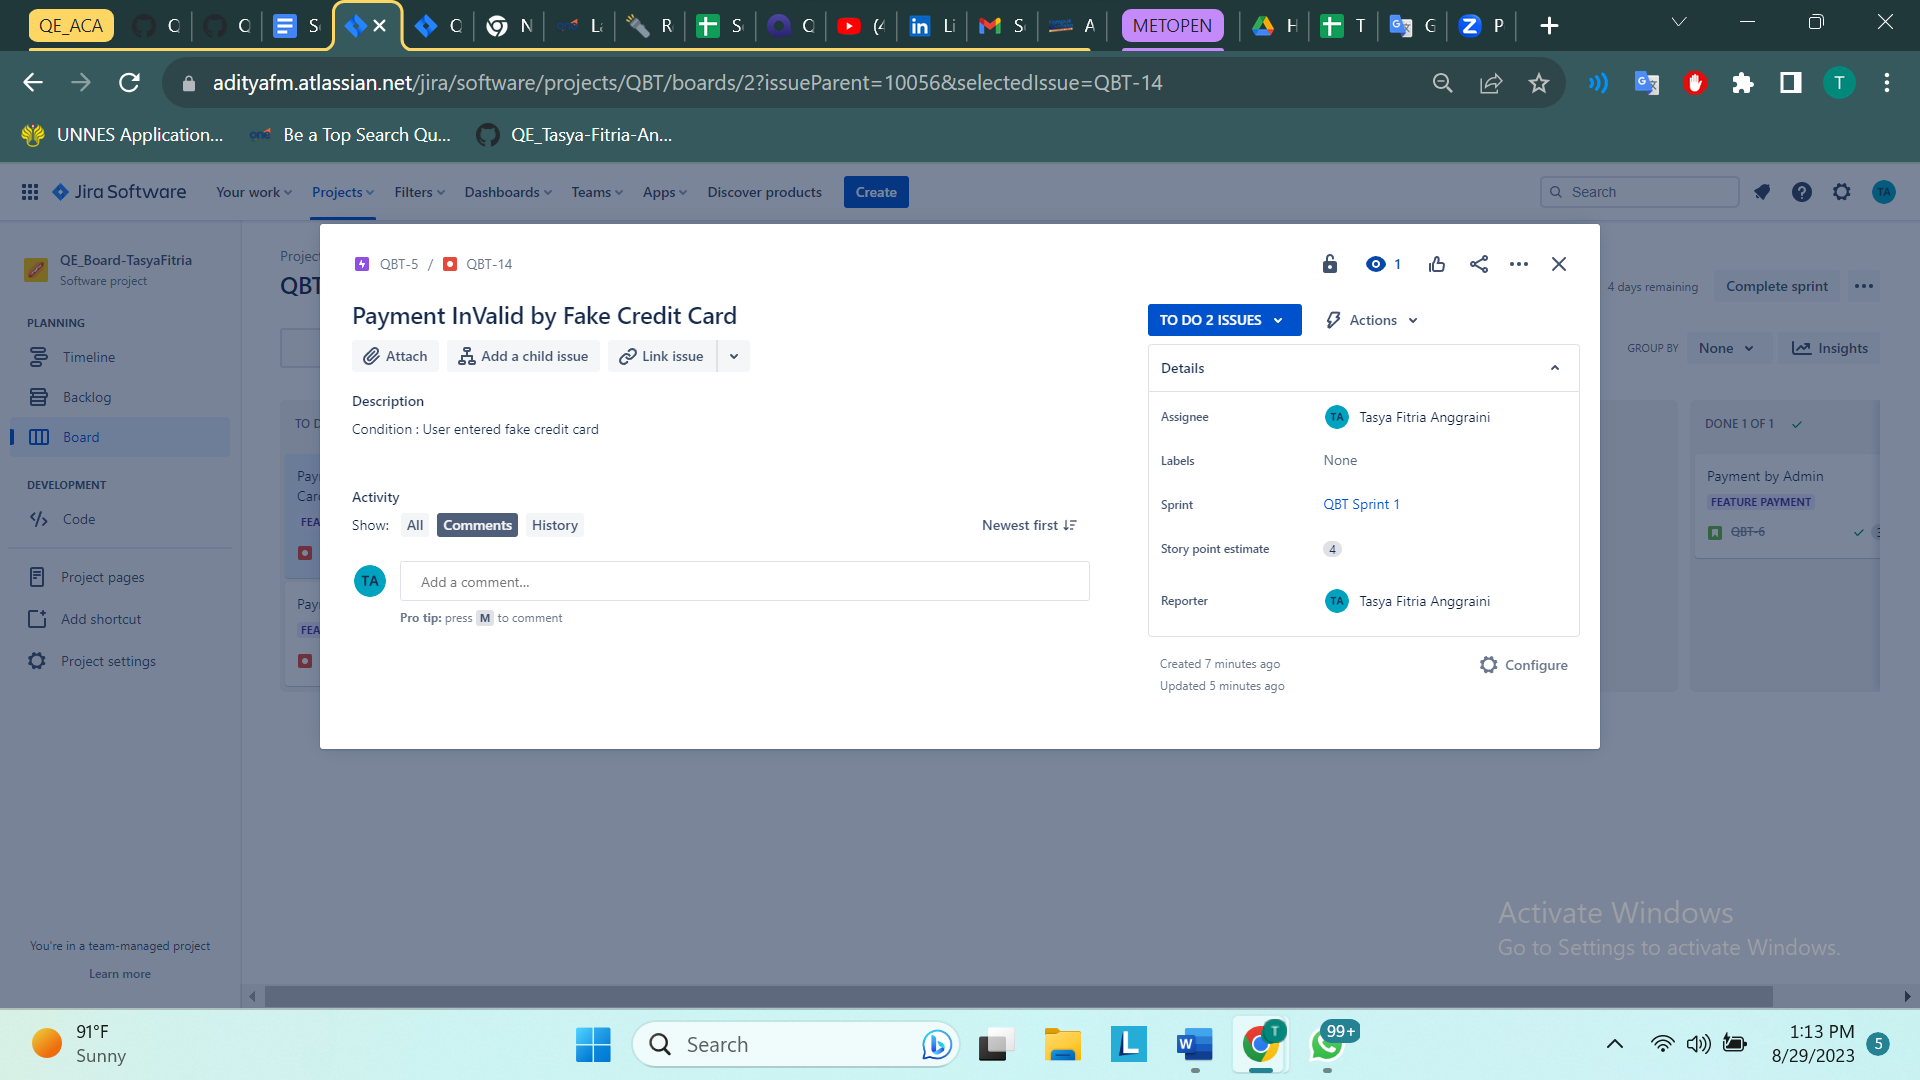 QE_ACA
METOPEN
adityafm.atlassian.net/jira/software/projects/QBT/boards/2?issueParent=10056&selectedIssue=QBT-14
T
UNNES Application...
Be a Top Search Qu...
QE_Tasya-Fitria-An...
Jira Software
Your work
Projects
Filters
Dashboards
Teams
Apps
Discover products
Create
Search
TA
QE_Board-TasyaFitria
Software project
PLANNING
Timeline
Backlog
Board
DEVELOPMENT
Code
Project pages
Add shortcut
Project settings
You're in a team-managed project
Learn more
QBT
4 days remaining
Complete sprint
GROUP BY
None
Insights
DONE 1 OF 1
Payment by Admin
FEATURE PAYMENT
QBT-6
QBT-5 / QBT-14
1
Payment InValid by Fake Credit Card
Attach
Add a child issue
Link issue
Description
Condition : User entered fake credit card
Activity
Show:
All
Comments
History
Newest first
TA
Add a comment...
Pro tip: press M to comment
TO DO 2 ISSUES
Actions
Details
Assignee
TA Tasya Fitria Anggraini
Labels
None
Sprint
QBT Sprint 1
Story point estimate
4
Reporter
TA Tasya Fitria Anggraini
Created 7 minutes ago
Updated 5 minutes ago
Configure
Activate Windows
Go to Settings to activate Windows.
91°F
Sunny
Search
99+
1:13 PM
8/29/2023
5